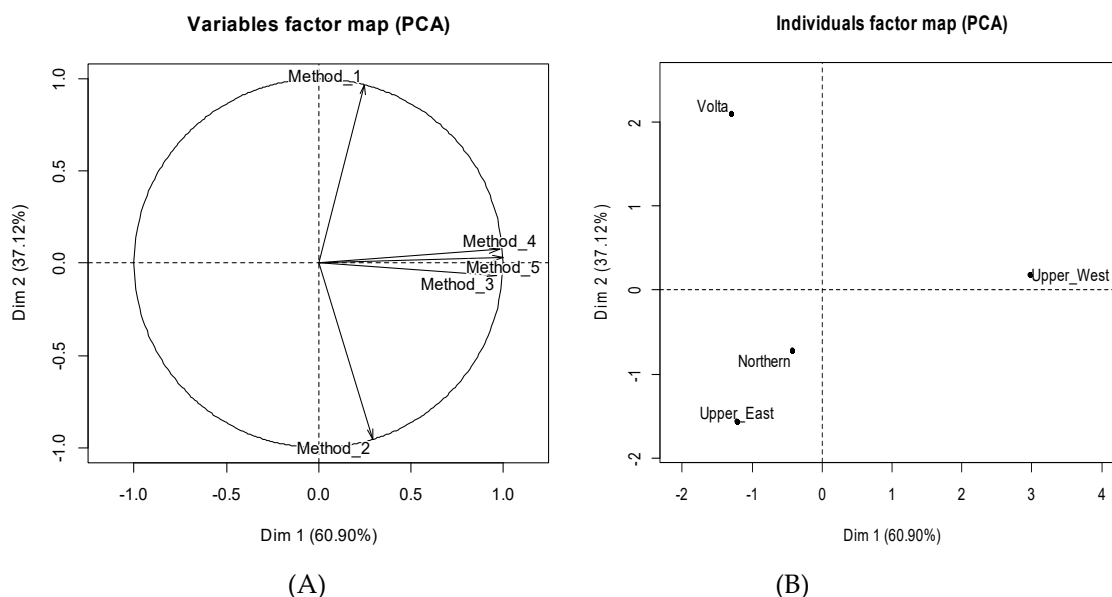 Variables factor map (PCA)
Dim 2 (37.12%)
1.0
0.5
0.0
-0.5
-1.0
Method_1
Method_4
Method_5
Method_3
Method_2
-1.0 -0.5 0.0 0.5 1.0
Dim 1 (60.90%)
(A)
Individuals factor map (PCA)
Dim 2 (37.12%)
2
1
0
-1
-2
Volta
Upper_West
Northern
Upper_East
-2 -1 0 1 2 3 4
Dim 1 (60.90%)
(B)